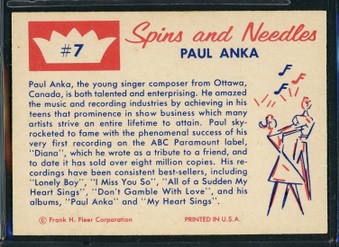 #7
Spins and Needles
PAUL ANKA
Paul Anka, the young singer composer from Ottawa,
Canada, is both talented and enterprising. He amazed
the music and recording industries by achieving in his
teens that prominence in show business which many
artists strive an entire lifetime to attain. Paul sky-
rocketed to fame with the phenomenal success of his
very first recording on the ABC Paramount label,
"Diana", which he wrote as a tribute to a friend, and
to date it has sold over eight million copies. His rec-
ords have been consistent best-sellers, including
"Lonely Boy", "I Miss You So", "All of a Sudden My
Heart Sings", "Don't Gamble With Love", and his
albums, "Paul Anka" and "My Heart Sings".
© Frank H. Fleer Corporation
PRINTED IN U.S.A.